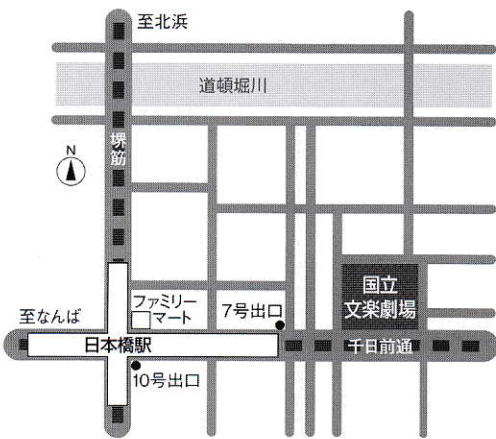 至北浜
道頓堀川
堺筋
N
国立
文楽劇場
ファミリー
マート
7号出口
至なんば
日本橋駅
千日前通
10号出口